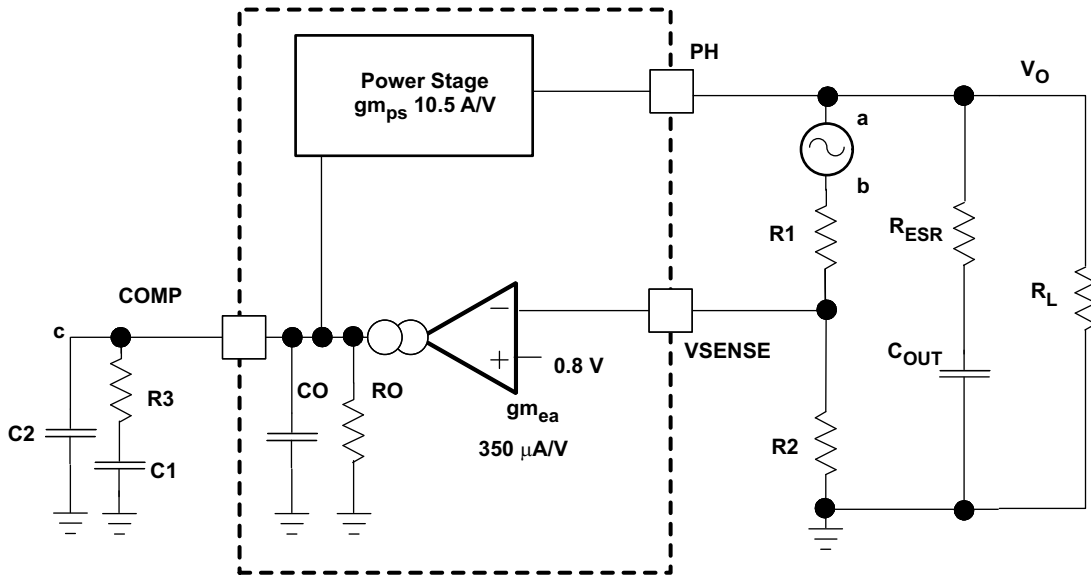 PH
Power Stage
gm_ps 10.5 A/V
V_O
a
b
R1
R_ESR
R_L
COMP
c
VSENSE
0.8 V
C_OUT
R3
CO
RO
gm_ea
350 µA/V
C2
C1
R2
−
+